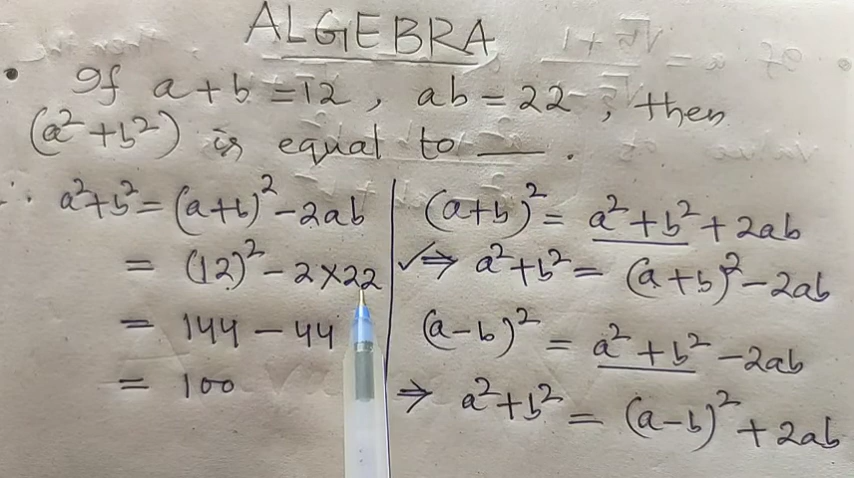 ALGEBRA
• If a + b = 12, ab = 22, then
(a² + b²) is equal to ___.
∴ a² + b² = (a + b)² - 2ab
= (12)² - 2 × 22
= 144 - 44
= 100
(a + b)² = a² + b² + 2ab
✓⇒ a² + b² = (a + b)² - 2ab
(a - b)² = a² + b² - 2ab
⇒ a² + b² = (a - b)² + 2ab